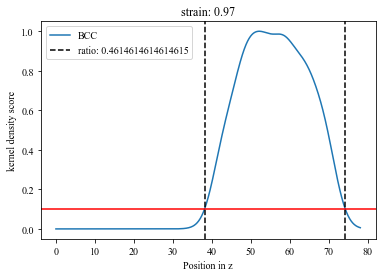 strain: 0.97
BCC
ratio: 0.4614614614614615
kernel density score
1.0
0.8
0.6
0.4
0.2
0.0
0 10 20 30 40 50 60 70 80
Position in z